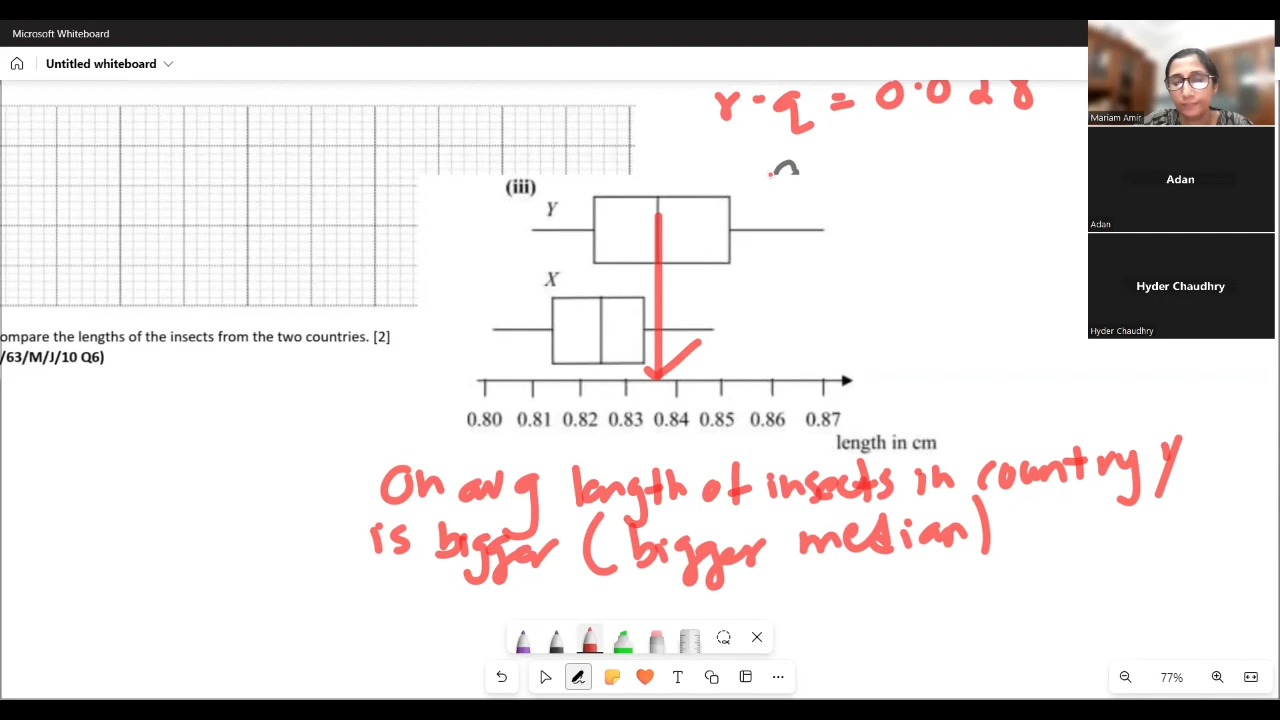 Microsoft Whiteboard
Untitled whiteboard
r - q = 0.028
(iii)
Y
X
ompare the lengths of the insects from the two countries. [2]
/63/M/J/10 Q6)
0.80 0.81 0.82 0.83 0.84 0.85 0.86 0.87
length in cm
On avg length of insects in country Y
is bigger (bigger median)
Mariam Amir
Adan
Adan
Hyder Chaudhry
Hyder Chaudhry
77%